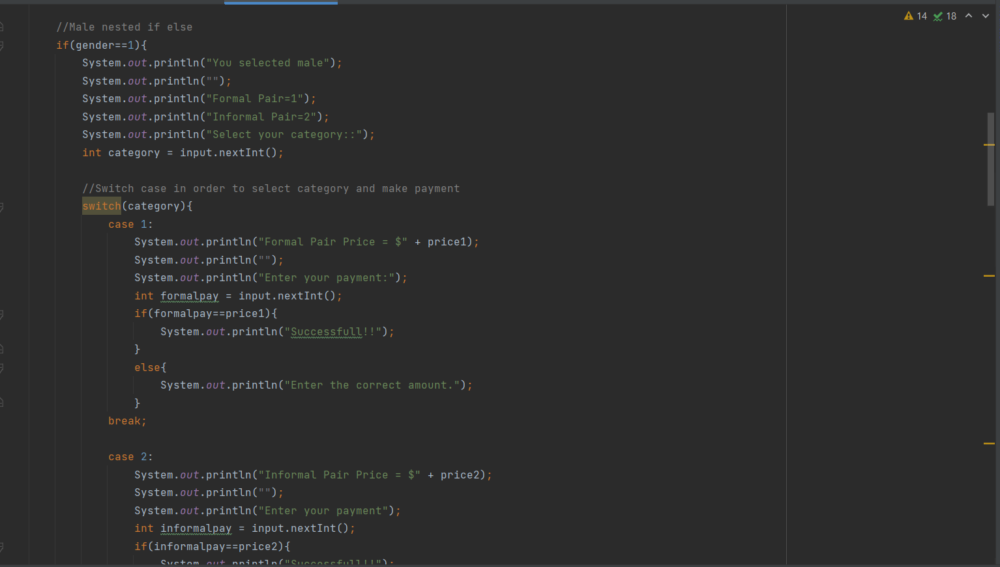 14 18
//Male nested if else
if(gender==1){
System.out.println("You selected male");
System.out.println("");
System.out.println("Formal Pair=1");
System.out.println("Informal Pair=2");
System.out.println("Select your category::");
int category = input.nextInt();
//Switch case in order to select category and make payment
switch(category){
case 1:
System.out.println("Formal Pair Price = $" + price1);
System.out.println("");
System.out.println("Enter your payment:");
int formalpay = input.nextInt();
if(formalpay==price1){
System.out.println("Successfull!!");
}
else{
System.out.println("Enter the correct amount.");
}
break;
case 2:
System.out.println("Informal Pair Price = $" + price2);
System.out.println("");
System.out.println("Enter your payment");
int informalpay = input.nextInt();
if(informalpay==price2){
System.out.println("Successfull!!");